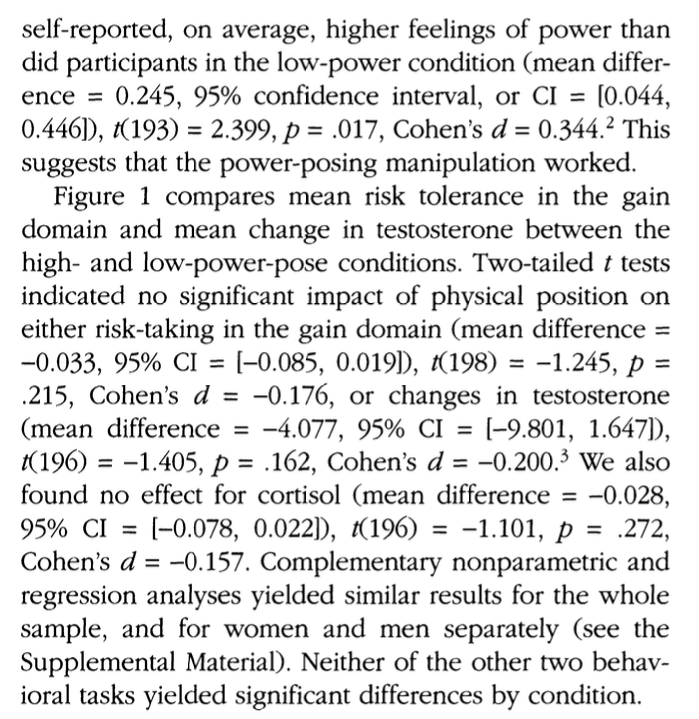 self-reported, on average, higher feelings of power than
did participants in the low-power condition (mean differ-
ence = 0.245, 95% confidence interval, or CI = [0.044,
0.446]), t(193) = 2.399, p = .017, Cohen's d = 0.344.² This
suggests that the power-posing manipulation worked.
Figure 1 compares mean risk tolerance in the gain
domain and mean change in testosterone between the
high- and low-power-pose conditions. Two-tailed t tests
indicated no significant impact of physical position on
either risk-taking in the gain domain (mean difference =
−0.033, 95% CI = [−0.085, 0.019]), t(198) = −1.245, p =
.215, Cohen's d = −0.176, or changes in testosterone
(mean difference = −4.077, 95% CI = [−9.801, 1.647]),
t(196) = −1.405, p = .162, Cohen's d = −0.200.³ We also
found no effect for cortisol (mean difference = −0.028,
95% CI = [−0.078, 0.022]), t(196) = −1.101, p = .272,
Cohen's d = −0.157. Complementary nonparametric and
regression analyses yielded similar results for the whole
sample, and for women and men separately (see the
Supplemental Material). Neither of the other two behav-
ioral tasks yielded significant differences by condition.